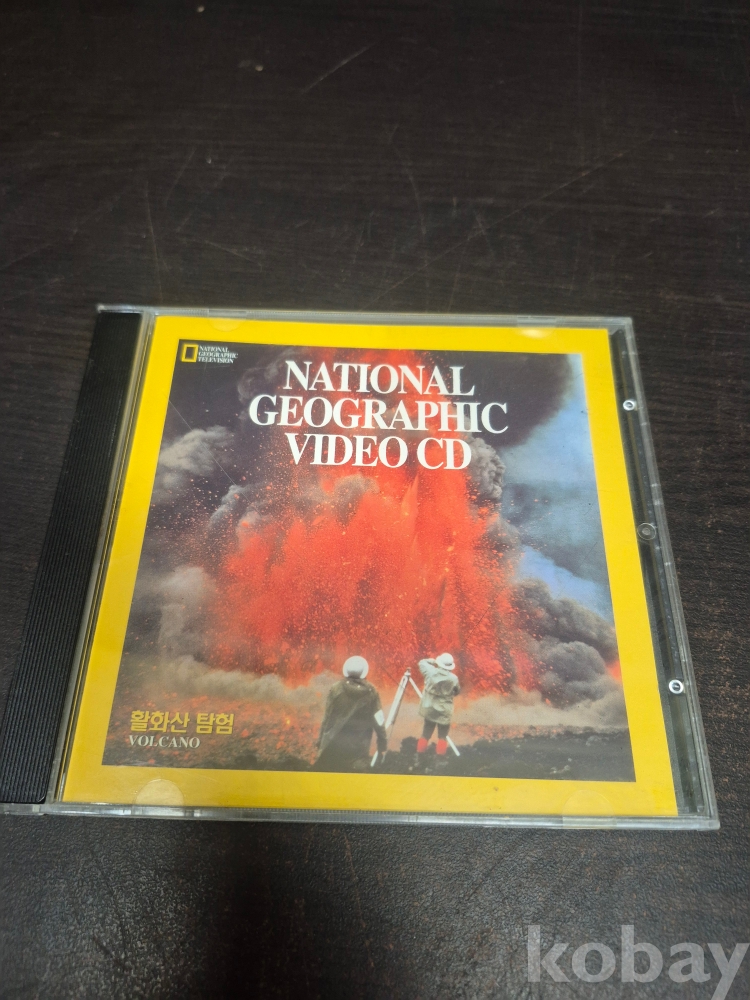 NATIONAL
GEOGRAPHIC
TELEVISION
NATIONAL
GEOGRAPHIC
VIDEO CD
활화산 탐험
VOLCANO
kobay